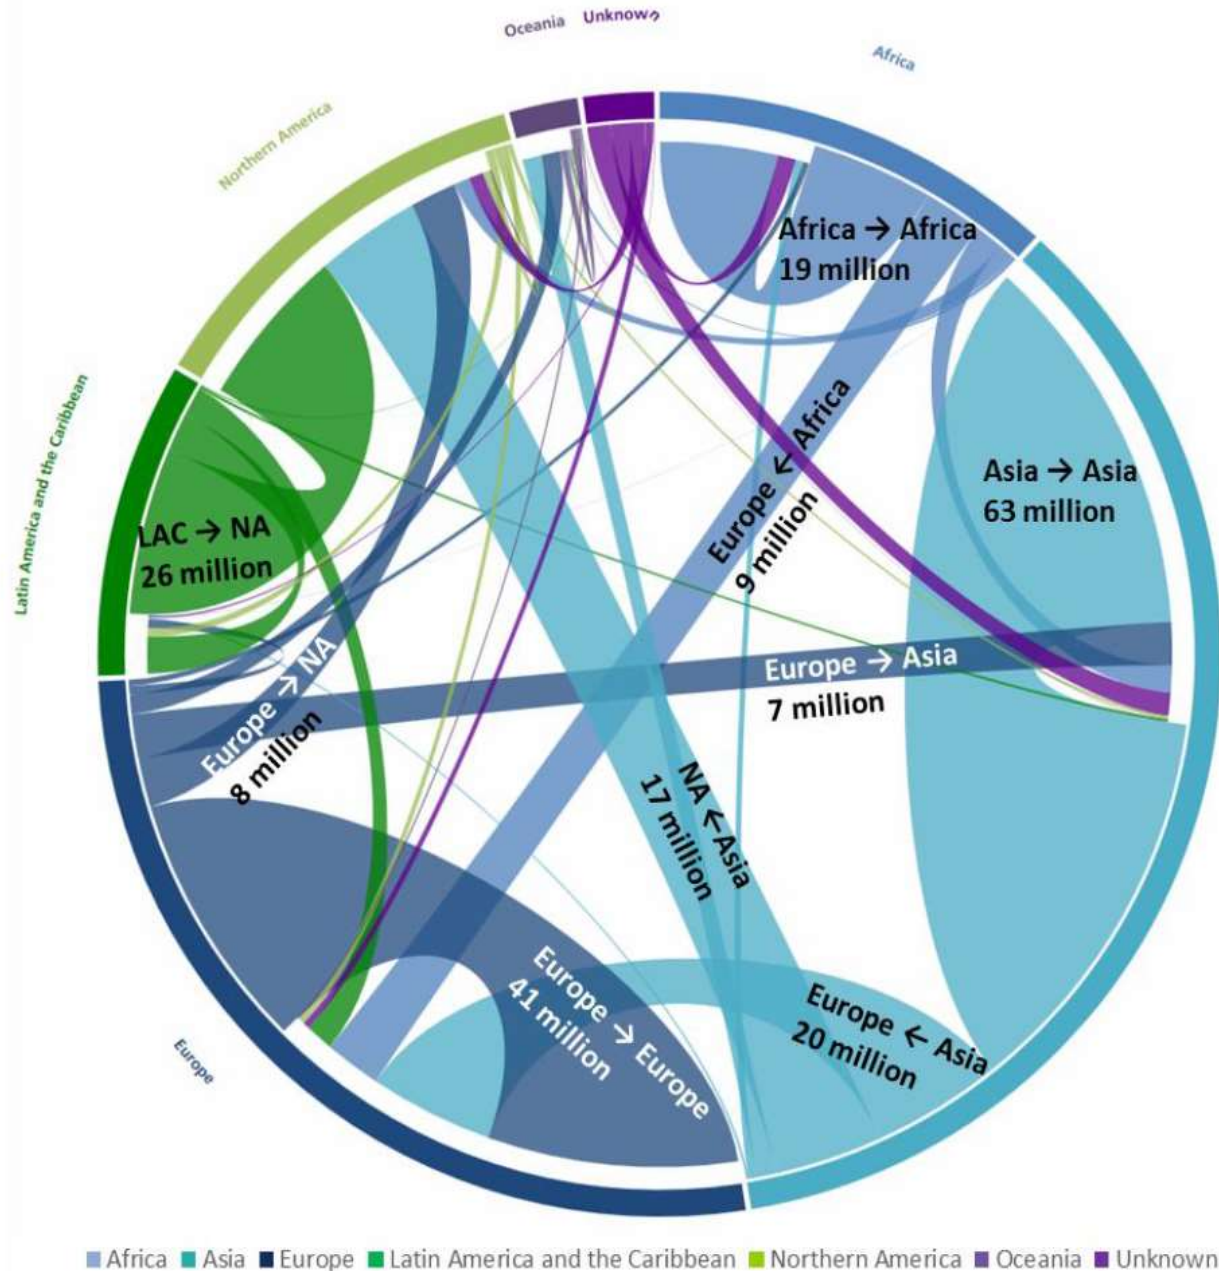 Oceania
Unknown
Africa
Northern America
Latin America and the Caribbean
Europe
Africa → Africa
19 million
Asia → Asia
63 million
Europe ← Africa
9 million
LAC → NA
26 million
Europe → NA
8 million
Europe → Asia
7 million
NA ← Asia
17 million
Europe → Europe
41 million
Europe ← Asia
20 million
Africa Asia Europe Latin America and the Caribbean Northern America Oceania Unknown